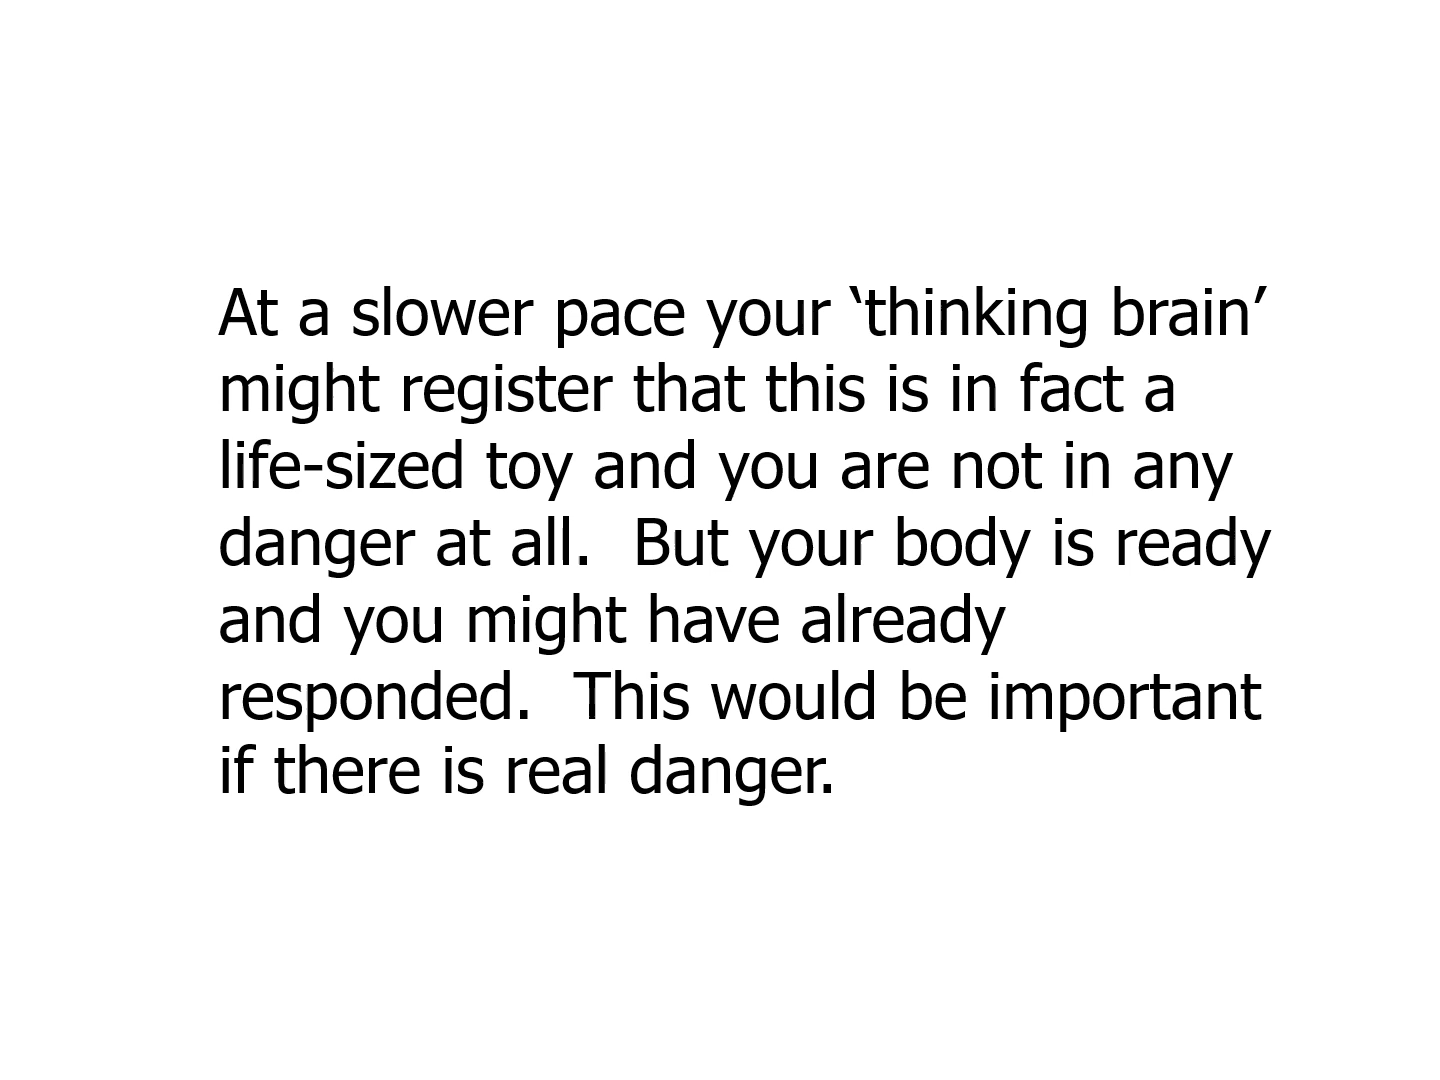 At a slower pace your ‘thinking brain’
might register that this is in fact a
life-sized toy and you are not in any
danger at all.  But your body is ready
and you might have already
responded.  This would be important
if there is real danger.